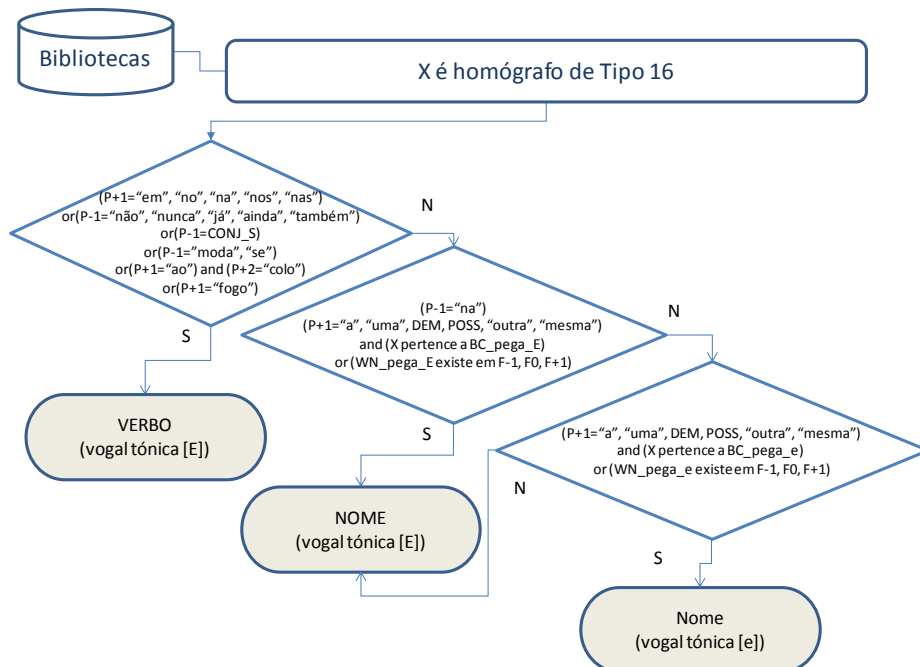 Bibliotecas
X é homógrafo de Tipo 16
(P+1=“em”, “no”, “na”, “nos”, “nas”)
or(P-1=“não”, “nunca”, “já”, “ainda”, “também”)
or(P-1=CONJ_S)
or(P-1=“moda”, “se”)
or(P+1=“ao”) and (P+2=“colo”)
or(P+1=“fogo”)
N
S
(P-1=“na”)
(P+1=“a”, “uma”, DEM, POSS, “outra”, “mesma”)
and (X pertence a BC_pega_E)
or (WN_pega_E existe em F-1, F0, F+1)
N
S
VERBO
(vogal tónica [E])
(P+1=“a”, “uma”, DEM, POSS, “outra”, “mesma”)
and (X pertence a BC_pega_e)
or (WN_pega_e existe em F-1, F0, F+1)
N
S
NOME
(vogal tónica [E])
Nome
(vogal tónica [e])